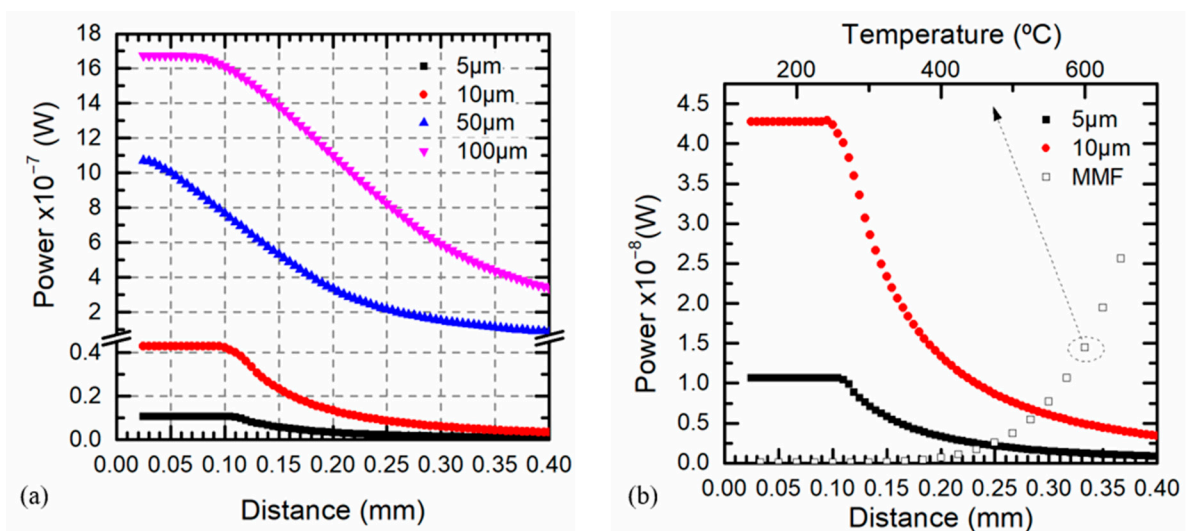 18
16
14
12
10
8
6
4
2
0.4
0.2
0.0
Power x10⁻⁷ (W)
5µm
10µm
50µm
100µm
0.00 0.05 0.10 0.15 0.20 0.25 0.30 0.35 0.40
Distance (mm)
(a)
Temperature (ºC)
200 400 600
4.5
4.0
3.5
3.0
2.5
2.0
1.5
1.0
0.5
0.0
Power x10⁻⁸ (W)
5µm
10µm
MMF
0.00 0.05 0.10 0.15 0.20 0.25 0.30 0.35 0.40
Distance (mm)
(b)